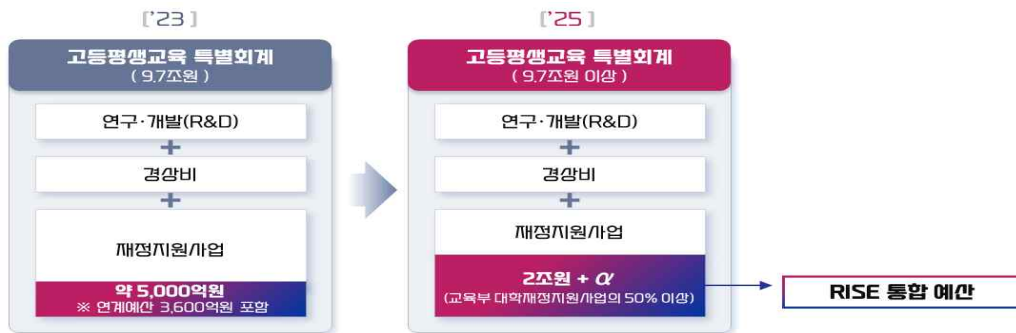 ['23]
고등평생교육 특별회계
( 9.7조원 )
연구·개발(R&D)
+
경상비
+
재정지원사업
약 5,000억원
※ 연계예산 3,600억원 포함
['25]
고등평생교육 특별회계
( 9.7조원 이상 )
연구·개발(R&D)
+
경상비
+
재정지원사업
2조원 + α
(교육부 대학재정지원사업의 50% 이상)
RISE 통합 예산